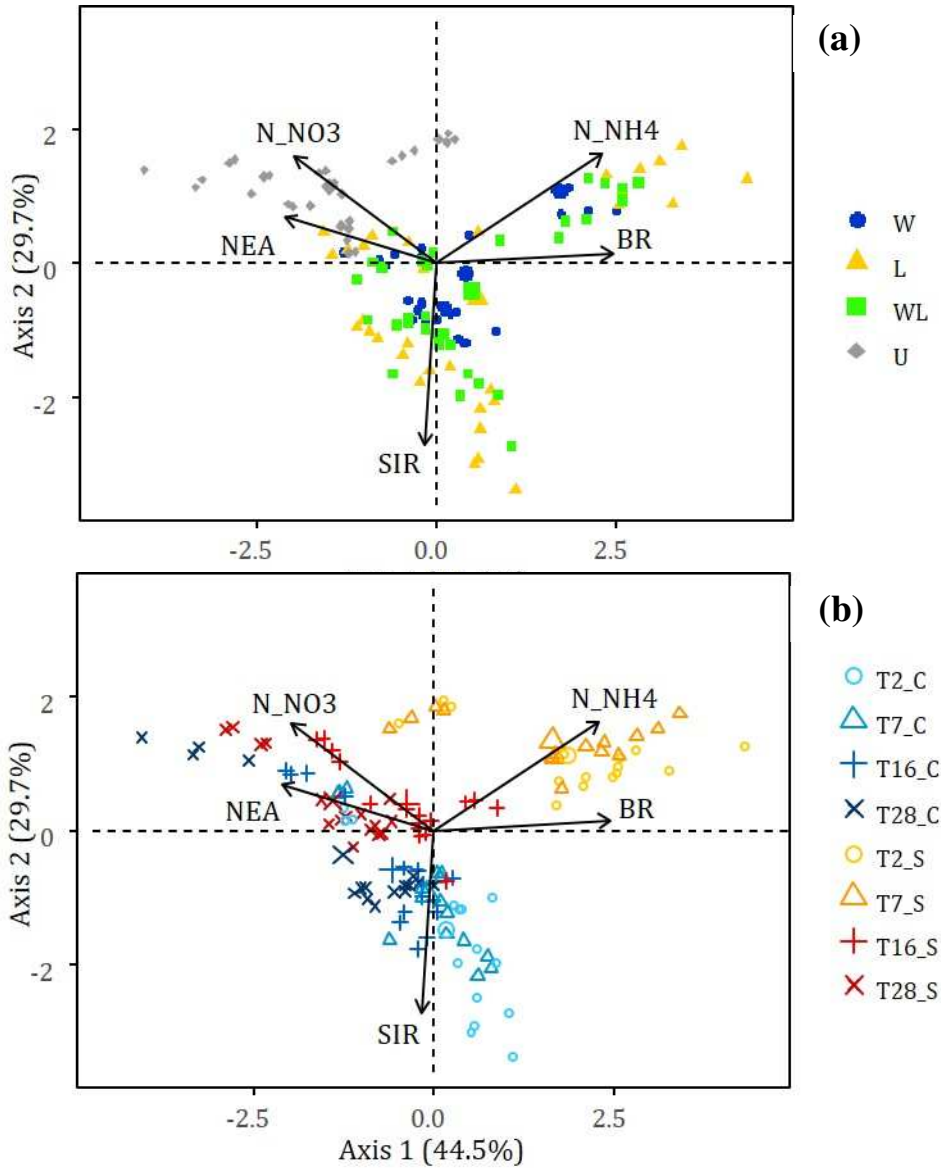 (a)
N_NO3
N_NH4
NEA
BR
SIR
2
0
-2
Axis 2 (29.7%)
-2.5
0.0
2.5
W
L
WL
U
(b)
N_NO3
N_NH4
NEA
BR
SIR
2
0
-2
Axis 2 (29.7%)
-2.5
0.0
2.5
Axis 1 (44.5%)
T2_C
T7_C
T16_C
T28_C
T2_S
T7_S
T16_S
T28_S